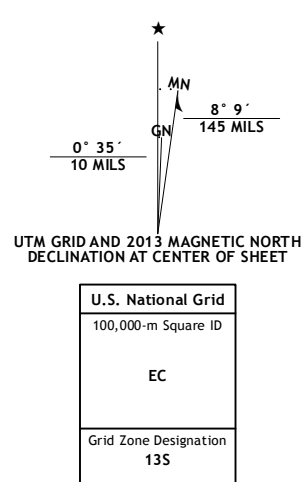 ★
MN
8° 9´
145 MILS
GN
0° 35´
10 MILS
UTM GRID AND 2013 MAGNETIC NORTH
DECLINATION AT CENTER OF SHEET
U.S. National Grid
100,000-m Square ID
EC
Grid Zone Designation
13S